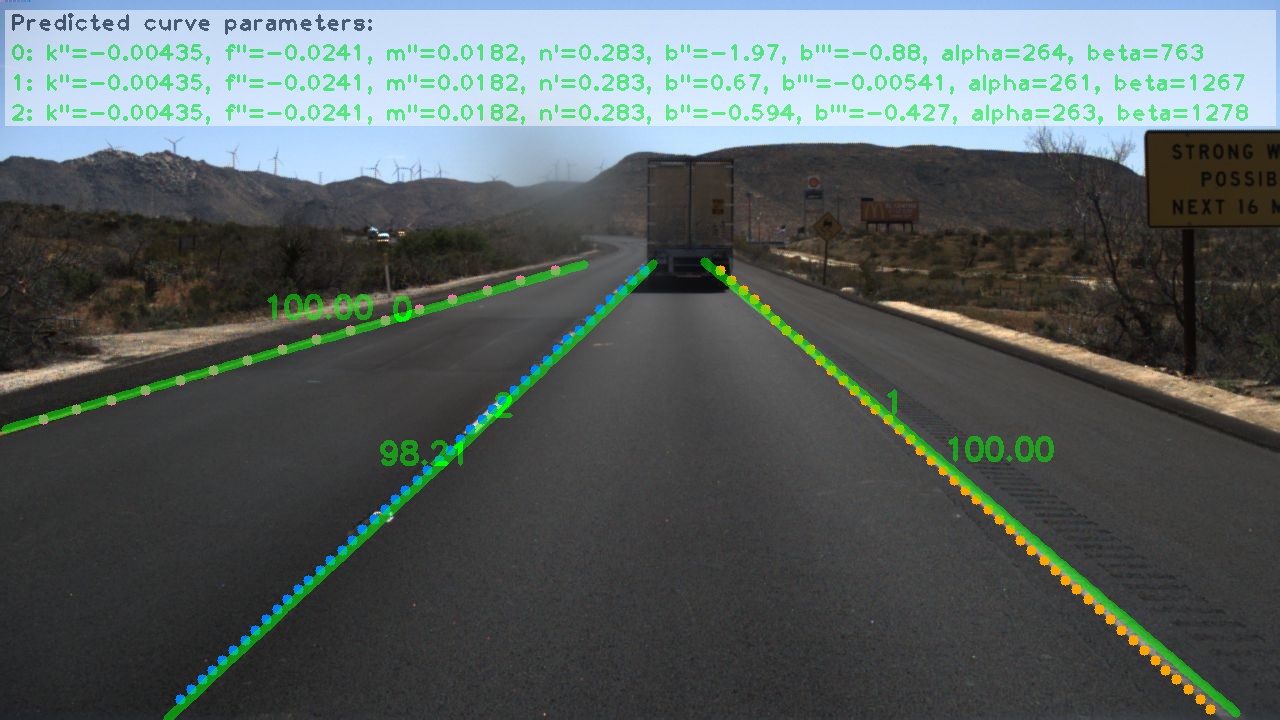 Predicted curve parameters:
0: k''=-0.00435, f''=-0.0241, m''=0.0182, n'=0.283, b''=-1.97, b'''=-0.88, alpha=264, beta=763
1: k''=-0.00435, f''=-0.0241, m''=0.0182, n'=0.283, b''=0.67, b'''=-0.00541, alpha=261, beta=1267
2: k''=-0.00435, f''=-0.0241, m''=0.0182, n'=0.283, b''=-0.594, b'''=-0.427, alpha=263, beta=1278
STRONG W
POSSIB
NEXT 16 M
100.00 0
2
1
98.21
100.00